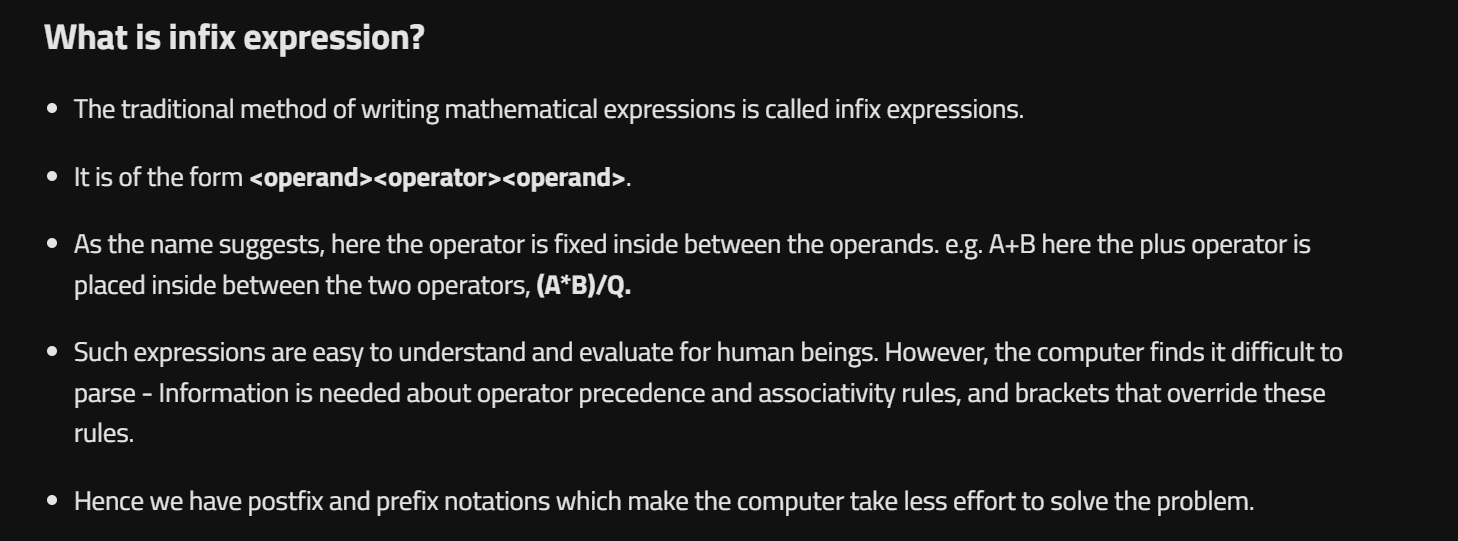 What is infix expression?
• The traditional method of writing mathematical expressions is called infix expressions.
• It is of the form <operand><operator><operand>.
• As the name suggests, here the operator is fixed inside between the operands. e.g. A+B here the plus operator is
placed inside between the two operators, (A*B)/Q.
• Such expressions are easy to understand and evaluate for human beings. However, the computer finds it difficult to
parse - Information is needed about operator precedence and associativity rules, and brackets that override these
rules.
• Hence we have postfix and prefix notations which make the computer take less effort to solve the problem.